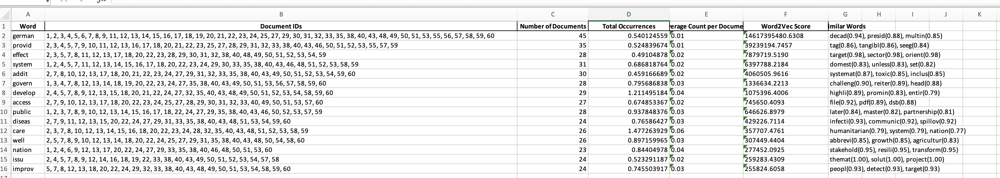 A B C D E F G H I J K
1 Word Document IDs Number of Documents Total Occurrences erage Count per Docume Word2Vec Score imilar Words
2 german 1, 2, 3, 4, 5, 6, 7, 8, 9, 11, 12, 13, 14, 15, 16, 17, 18, 19, 20, 21, 22, 23, 24, 25, 27, 29, 30, 31, 32, 33, 35, 38, 40, 43, 48, 49, 50, 51, 53, 55, 56, 57, 58, 59, 60 45 0.540124559 0.01 14617395480.6308 decad(0.94), presid(0.88), multin(0.85)
3 provid 2, 3, 4, 5, 7, 9, 10, 11, 12, 13, 16, 17, 18, 20, 21, 22, 23, 25, 27, 28, 29, 31, 32, 33, 38, 40, 43, 46, 50, 51, 52, 53, 55, 57, 59 35 0.524839674 0.01 39239194.7457 tag(0.86), tangibl(0.86), seeg(0.84)
4 effect 2, 3, 5, 7, 8, 11, 12, 13, 17, 18, 20, 22, 23, 28, 29, 30, 31, 32, 38, 40, 48, 49, 50, 51, 52, 53, 54, 59 28 0.49104878 0.02 7879719.5190 target(0.98), sector(0.98), orient(0.98)
5 system 1, 2, 4, 5, 7, 11, 12, 13, 14, 15, 16, 17, 18, 20, 22, 23, 24, 29, 30, 33, 35, 38, 40, 43, 46, 48, 51, 52, 53, 58, 59 31 0.686818764 0.02 6397788.2184 domest(0.83), unless(0.83), set(0.82)
6 addit 2, 7, 8, 10, 12, 13, 17, 18, 20, 21, 22, 23, 24, 27, 29, 31, 32, 33, 35, 38, 40, 43, 49, 50, 51, 52, 53, 54, 59, 60 30 0.459166689 0.02 4060505.9616 systemat(0.87), toxic(0.85), inclus(0.85)
7 govern 1, 3, 4, 7, 8, 12, 13, 14, 18, 19, 20, 22, 23, 24, 27, 35, 38, 40, 43, 49, 50, 51, 53, 56, 57, 58, 59, 60 28 0.795686838 0.03 1336634.2213 challeng(0.90), reiter(0.89), head(0.88)
8 develop 2, 4, 5, 7, 8, 9, 12, 13, 15, 18, 20, 21, 22, 24, 27, 32, 35, 40, 43, 48, 49, 50, 51, 52, 53, 54, 58, 59, 60 29 1.211495184 0.04 1075396.4006 highli(0.89), promin(0.83), entir(0.79)
9 access 2, 7, 9, 10, 12, 13, 17, 18, 20, 22, 23, 24, 25, 27, 28, 29, 30, 31, 32, 33, 40, 49, 50, 51, 53, 57, 60 27 0.674853367 0.02 745650.4093 file(0.92), pdf(0.89), dsb(0.88)
10 public 1, 2, 3, 7, 8, 9, 10, 12, 13, 14, 15, 16, 17, 18, 22, 24, 27, 29, 35, 38, 40, 43, 46, 50, 52, 53, 57, 59 28 0.937848376 0.03 646626.8979 later(0.84), master(0.82), partnership(0.81)
11 diseas 2, 7, 9, 11, 12, 13, 15, 20, 22, 24, 27, 29, 31, 33, 35, 38, 40, 43, 48, 51, 53, 54, 59, 60 24 0.76586427 0.03 429226.7114 infecti(0.93), communic(0.92), spillov(0.92)
12 care 2, 3, 7, 8, 10, 12, 13, 14, 15, 16, 18, 20, 22, 23, 24, 28, 32, 35, 40, 43, 48, 51, 52, 53, 58, 59 26 1.477263929 0.06 357707.4761 humanitarian(0.79), system(0.79), nation(0.77)
13 well 2, 5, 7, 8, 9, 10, 12, 13, 14, 18, 20, 22, 24, 25, 27, 29, 31, 35, 38, 40, 43, 48, 50, 54, 58, 60 26 0.897159965 0.03 307449.4404 abbrevi(0.85), growth(0.85), agricultur(0.83)
14 nation 1, 2, 4, 6, 9, 12, 13, 17, 20, 22, 24, 27, 29, 33, 35, 38, 40, 46, 48, 50, 51, 53, 60 23 0.84404978 0.04 277452.0925 stakehold(0.95), resili(0.95), transform(0.95)
15 issu 2, 4, 5, 7, 8, 9, 12, 14, 16, 18, 19, 22, 33, 38, 40, 43, 49, 50, 51, 52, 53, 54, 57, 58 24 0.523291187 0.02 259283.4309 themat(1.00), solut(1.00), project(1.00)
16 improv 5, 7, 8, 12, 13, 18, 20, 22, 24, 29, 32, 33, 38, 40, 43, 48, 49, 50, 51, 53, 54, 58, 59, 60 24 0.745503917 0.03 255824.6058 peopl(0.93), detect(0.93), target(0.93)